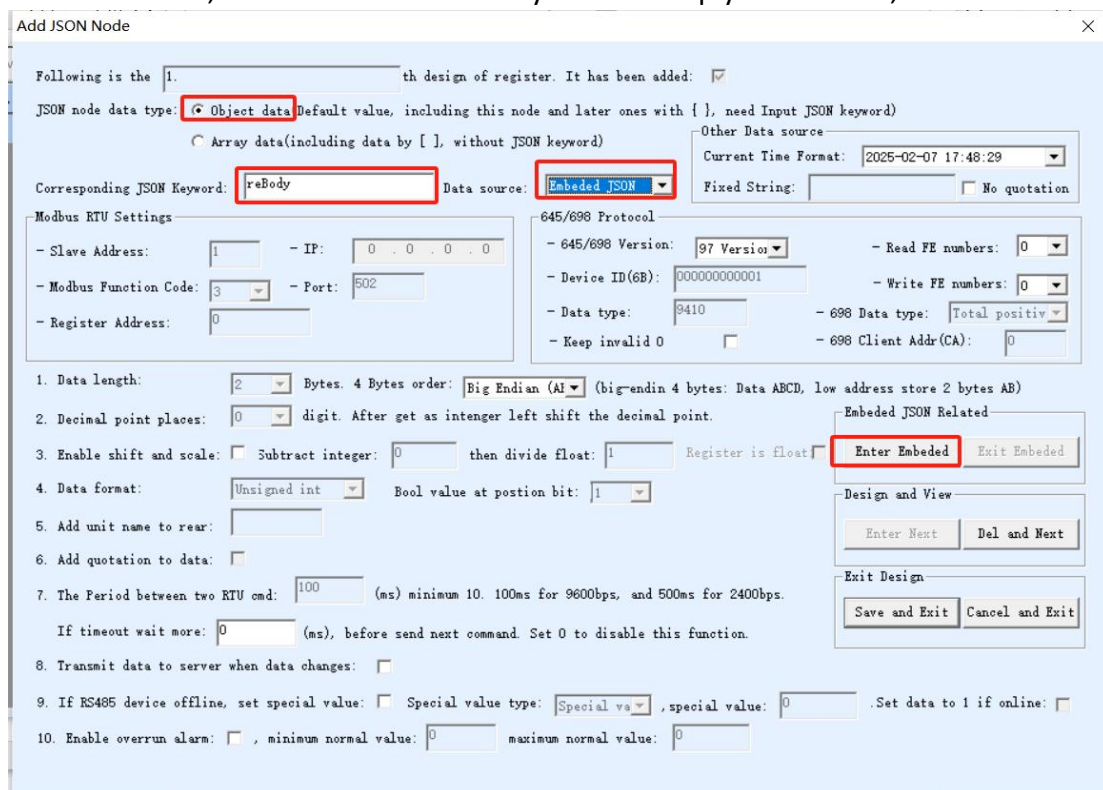 Add JSON Node
Following is the 1. th design of register. It has been added:
JSON node data type: Object data Default value, including this node and later ones with { }, need Input JSON keyword)
Array data(including data by [ ], without JSON keyword)
Other Data source
Current Time Format: 2025-02-07 17:48:29
Corresponding JSON Keyword: reBody Data source: Embeded JSON Fixed String: No quotation
Modbus RTU Settings
- Slave Address: 1 - IP: 0 . 0 . 0 . 0
- Modbus Function Code: 3 - Port: 502
- Register Address: 0
645/698 Protocol
- 645/698 Version: 97 Version - Read FE numbers: 0
- Device ID(6B): 000000000001 - Write FE numbers: 0
- Data type: 9410 - 698 Data type: Total positiv
- Keep invalid 0 - 698 Client Addr(CA): 0
1. Data length: 2 Bytes. 4 Bytes order: Big Endian (AB (big-endin 4 bytes: Data ABCD, low address store 2 bytes AB)
2. Decimal point places: 0 digit. After get as intenger left shift the decimal point.
3. Enable shift and scale: Subtract integer: 0 then divide float: 1 Register is float
4. Data format: Unsigned int Bool value at postion bit: 1
5. Add unit name to rear:
6. Add quotation to data:
7. The Period between two RTU cmd: 100 (ms) minimum 10. 100ms for 9600bps, and 500ms for 2400bps.
If timeout wait more: 0 (ms), before send next command. Set 0 to disable this function.
8. Transmit data to server when data changes:
9. If RS485 device offline, set special value: Special value type: Special va , special value: 0 .Set data to 1 if online:
10. Enable overrun alarm: , minimum normal value: 0 maximum normal value: 0
Embeded JSON Related
Enter Embeded Exit Embeded
Design and View
Enter Next Del and Next
Exit Design
Save and Exit Cancel and Exit